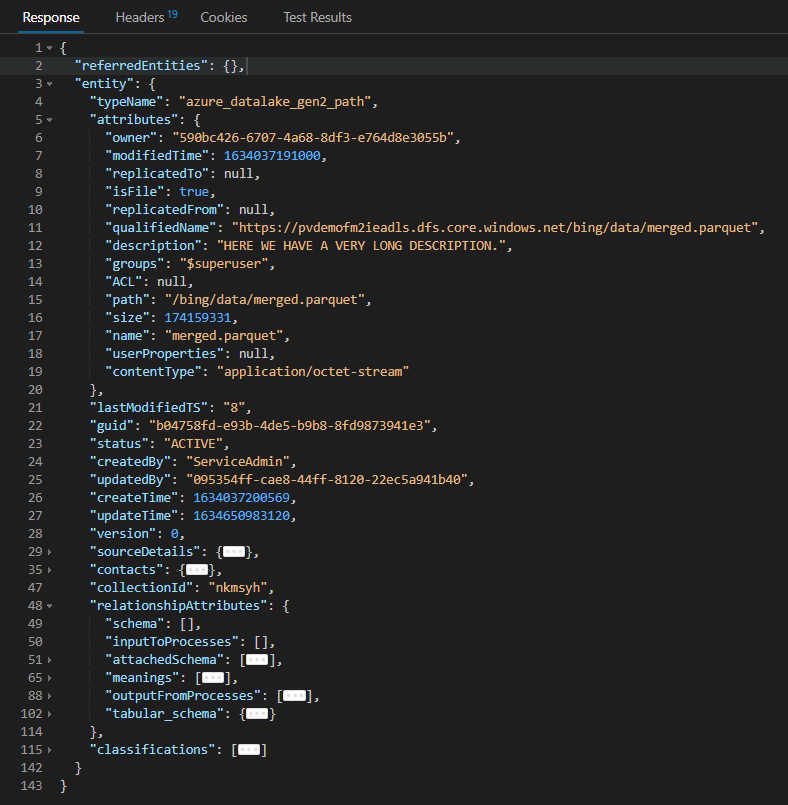 Response Headers 19 Cookies Test Results
1 {
2 "referredEntities": {},
3 "entity": {
4 "typeName": "azure_datalake_gen2_path",
5 "attributes": {
6 "owner": "590bc426-6707-4a68-8df3-e764d8e3055b",
7 "modifiedTime": 1634037191000,
8 "replicatedTo": null,
9 "isFile": true,
10 "replicatedFrom": null,
11 "qualifiedName": "https://pvdemofm2ieadls.dfs.core.windows.net/bing/data/merged.parquet",
12 "description": "HERE WE HAVE A VERY LONG DESCRIPTION.",
13 "groups": "$superuser",
14 "ACL": null,
15 "path": "/bing/data/merged.parquet",
16 "size": 174159331,
17 "name": "merged.parquet",
18 "userProperties": null,
19 "contentType": "application/octet-stream"
20 },
21 "lastModifiedTS": "8",
22 "guid": "b04758fd-e93b-4de5-b9b8-8fd9873941e3",
23 "status": "ACTIVE",
24 "createdBy": "ServiceAdmin",
25 "updatedBy": "095354ff-cae8-44ff-8120-22ec5a941b40",
26 "createTime": 1634037200569,
27 "updateTime": 1634650983120,
28 "version": 0,
29 "sourceDetails": {···},
35 "contacts": {···},
47 "collectionId": "nkmsyh",
48 "relationshipAttributes": {
49 "schema": [],
50 "inputToProcesses": [],
51 "attachedSchema": [···],
65 "meanings": [···],
88 "outputFromProcesses": [···],
102 "tabular_schema": {···}
114 },
115 "classifications": [···]
142 }
143 }